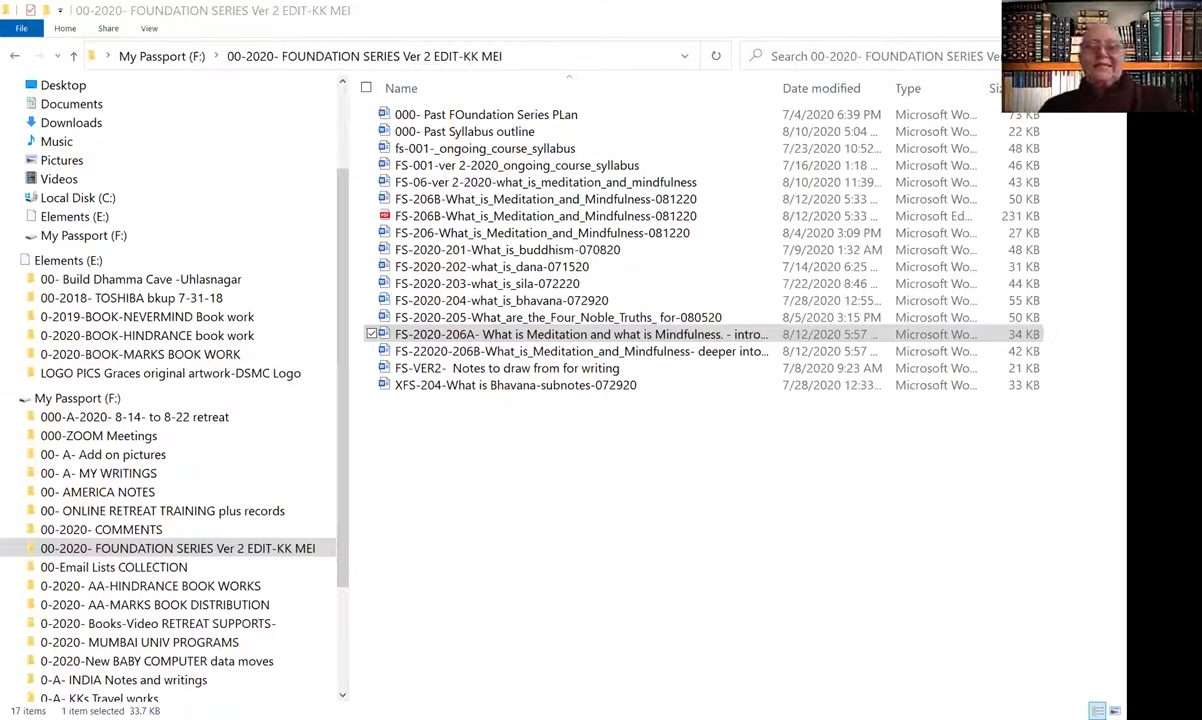 00-2020- FOUNDATION SERIES Ver 2 EDIT-KK MEI
File Home Share View
My Passport (F:) 00-2020- FOUNDATION SERIES Ver 2 EDIT-KK MEI Search 00-2020- FOUNDATION SERIES Ve
Desktop
Documents
Downloads
Music
Pictures
Videos
Local Disk (C:)
Elements (E:)
My Passport (F:)
Elements (E:)
00- Build Dhamma Cave -Uhlasnagar
00-2018- TOSHIBA bkup 7-31-18
0-2019-BOOK-NEVERMIND Book work
0-2020-BOOK-HINDRANCE book work
0-2020-BOOK-MARKS BOOK WORK
LOGO PICS Graces original artwork-DSMC Logo
My Passport (F:)
000-A-2020- 8-14- to 8-22 retreat
000-ZOOM Meetings
00- A- Add on pictures
00- A- MY WRITINGS
00- AMERICA NOTES
00- ONLINE RETREAT TRAINING plus records
00-2020- COMMENTS
00-2020- FOUNDATION SERIES Ver 2 EDIT-KK MEI
00-Email Lists COLLECTION
0-2020- AA-HINDRANCE BOOK WORKS
0-2020- AA-MARKS BOOK DISTRIBUTION
0-2020- Books-Video RETREAT SUPPORTS-
0-2020- MUMBAI UNIV PROGRAMS
0-2020-New BABY COMPUTER data moves
0-A- INDIA Notes and writings
0-A- KKs Travel works
Name Date modified Type Si
000- Past FOundation Series PLan 7/4/2020 6:39 PM Microsoft Wo... 73 KB
000- Past Syllabus outline 8/10/2020 5:04 ... Microsoft Wo... 22 KB
fs-001-_ongoing_course_syllabus 7/23/2020 10:52... Microsoft Wo... 48 KB
FS-001-ver 2-2020_ongoing_course_syllabus 7/16/2020 1:18 ... Microsoft Wo... 46 KB
FS-06-ver 2-2020-what_is_meditation_and_mindfulness 8/10/2020 11:39... Microsoft Wo... 43 KB
FS-206B-What_is_Meditation_and_Mindfulness-081220 8/12/2020 5:33 ... Microsoft Wo... 50 KB
FS-206B-What_is_Meditation_and_Mindfulness-081220 8/12/2020 5:33 ... Microsoft Ed... 231 KB
FS-206-What_is_Meditation_and_Mindfulness-081220 8/4/2020 3:09 PM Microsoft Wo... 27 KB
FS-2020-201-What_is_buddhism-070820 7/9/2020 1:32 AM Microsoft Wo... 48 KB
FS-2020-202-what_is_dana-071520 7/14/2020 6:25 ... Microsoft Wo... 31 KB
FS-2020-203-what_is_sila-072220 7/22/2020 8:46 ... Microsoft Wo... 44 KB
FS-2020-204-what_is_bhavana-072920 7/28/2020 12:55... Microsoft Wo... 55 KB
FS-2020-205-What_are_the_Four_Noble_Truths_ for-080520 8/5/2020 3:15 PM Microsoft Wo... 50 KB
FS-2020-206A- What is Meditation and what is Mindfulness. - intro... 8/12/2020 5:57 ... Microsoft Wo... 34 KB
FS-22020-206B-What_is_Meditation_and_Mindfulness- deeper into... 8/12/2020 5:57 ... Microsoft Wo... 42 KB
FS-VER2- Notes to draw from for writing 7/8/2020 9:23 AM Microsoft Wo... 21 KB
XFS-204-What is Bhavana-subnotes-072920 7/28/2020 12:33... Microsoft Wo... 33 KB
17 items 1 item selected 33.7 KB